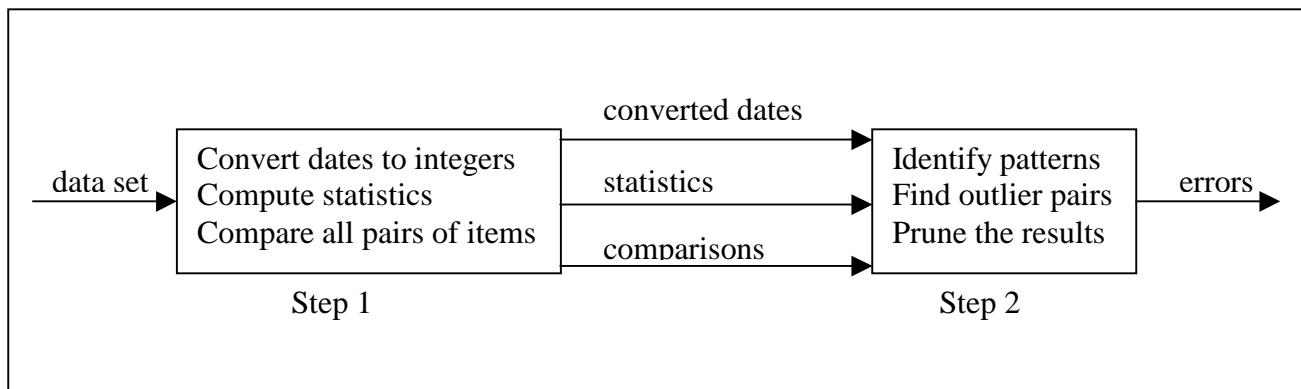 data set
Convert dates to integers
Compute statistics
Compare all pairs of items
Step 1
converted dates
statistics
comparisons
Identify patterns
Find outlier pairs
Prune the results
Step 2
errors